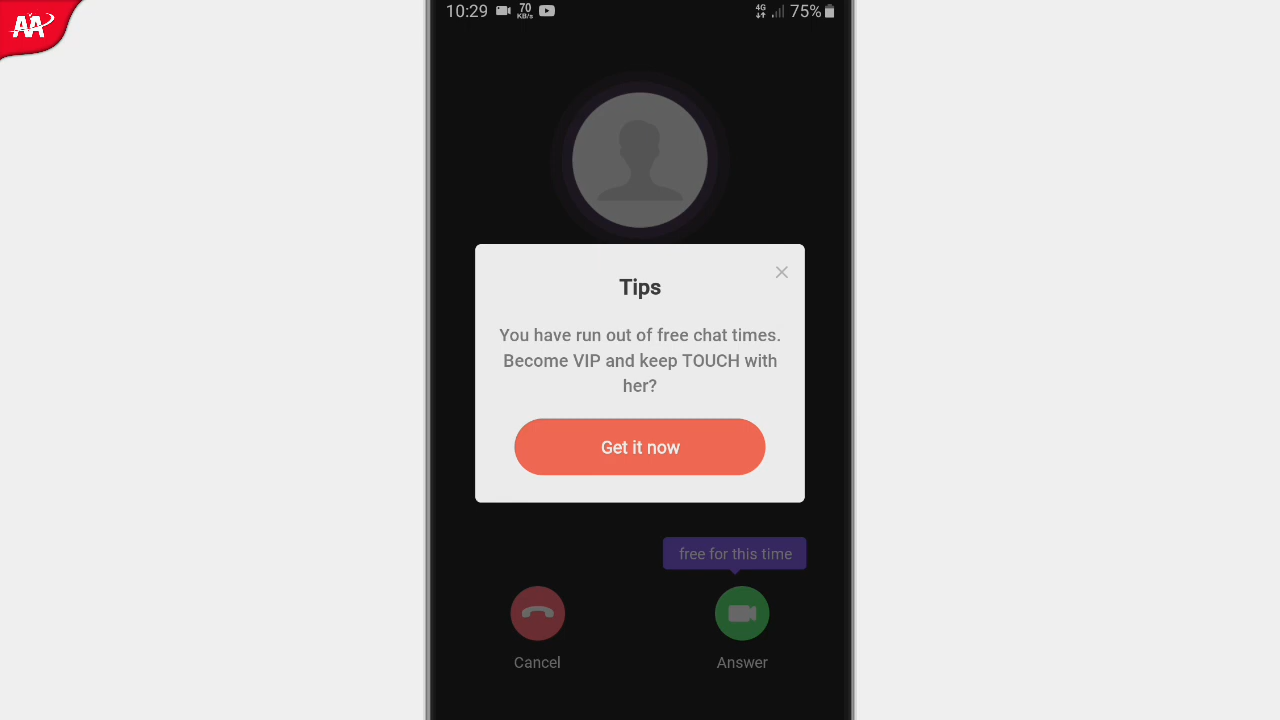 AA
10:29
70
KB/s
4G
75%
Tips
You have run out of free chat times.
Become VIP and keep TOUCH with
her?
Get it now
free for this time
Cancel
Answer